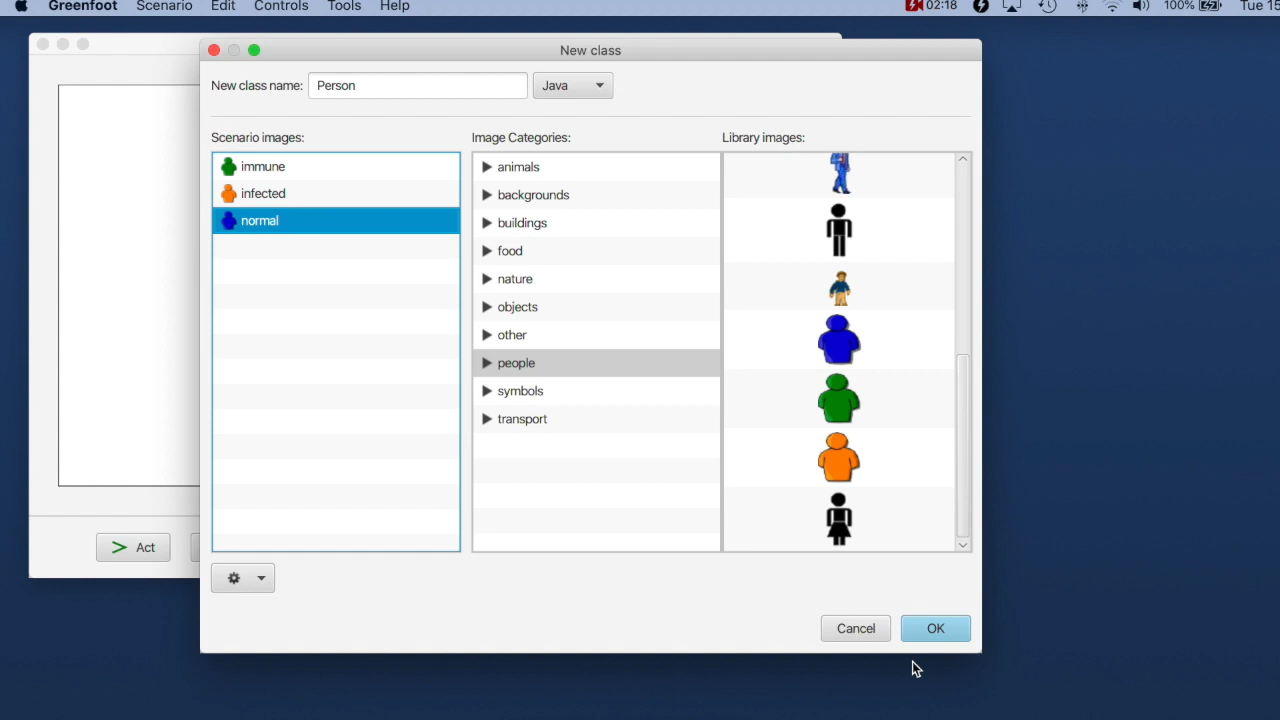 Greenfoot Scenario Edit Controls Tools Help 02:18 100% Tue 15
New class
New class name: Person Java
Scenario images: Image Categories: Library images:
immune
infected
normal
animals
backgrounds
buildings
food
nature
objects
other
people
symbols
transport
Act
Cancel OK